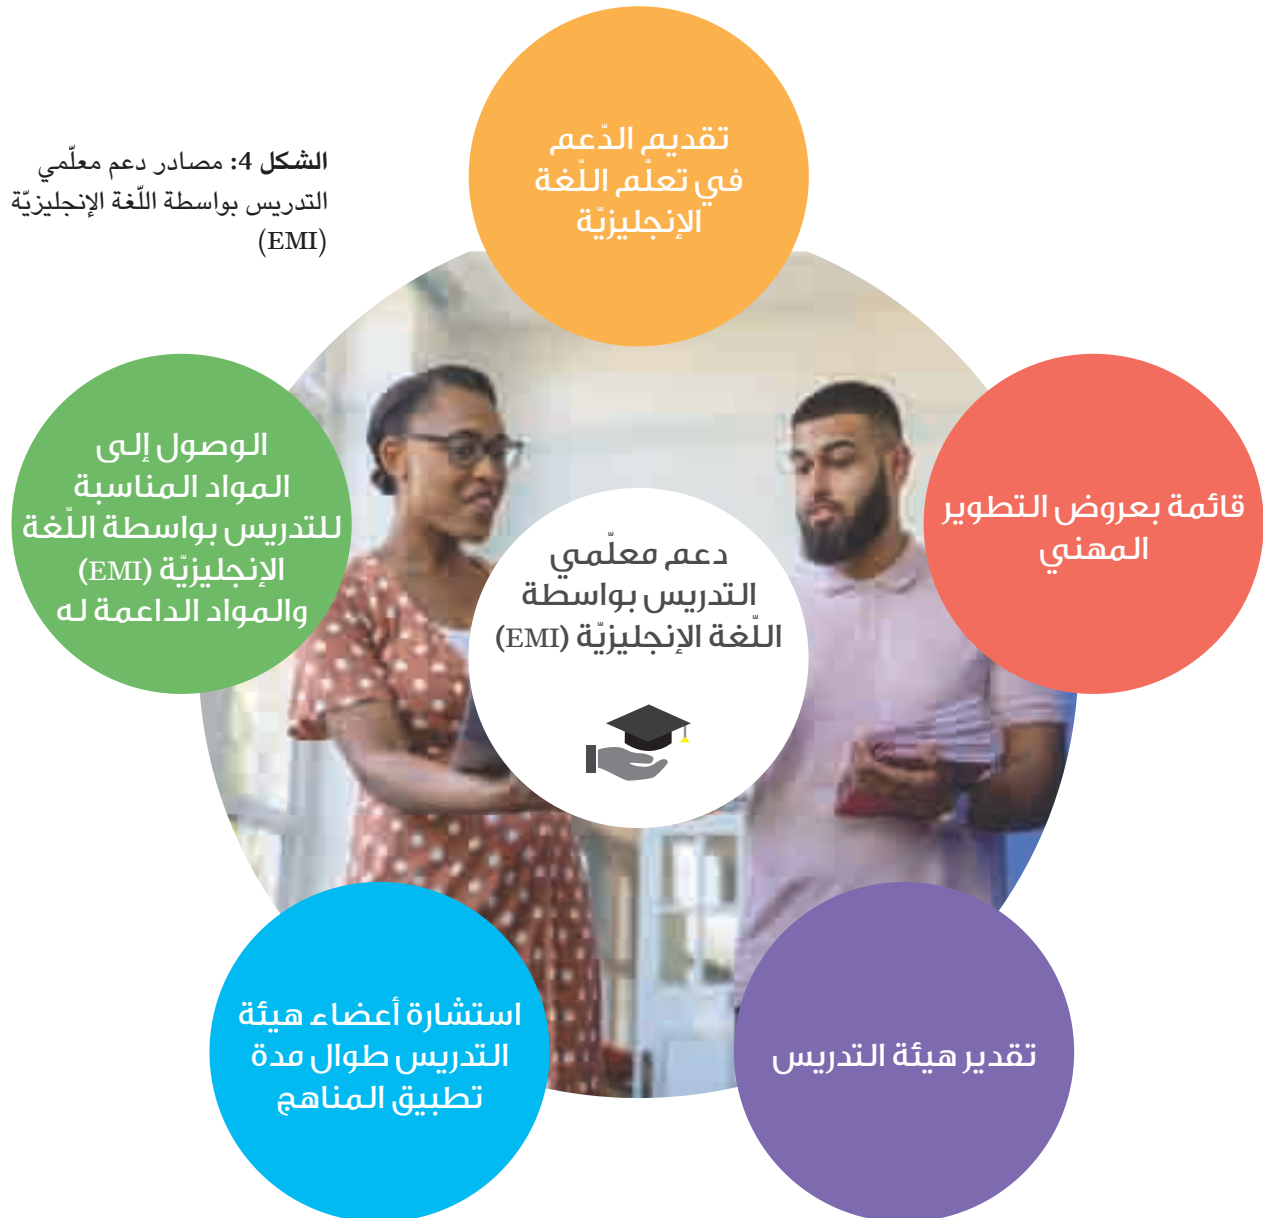 الشكل 4: مصادر دعم معلّمي
التدريس بواسطة اللّغة الإنجليزيّة
(EMI)
تقديم الدّعم
في تعلّم اللّغة
الإنجليزيّة
قائمة بعروض التطوير
المهني
تقدير هيئة التدريس
استشارة أعضاء هيئة
التدريس طوال مدة
تطبيق المناهج
الوصول إلى
المواد المناسبة
للتدريس بواسطة اللّغة
الإنجليزيّة (EMI)
والمواد الداعمة له
دعم معلّمي
التدريس بواسطة
اللّغة الإنجليزيّة (EMI)